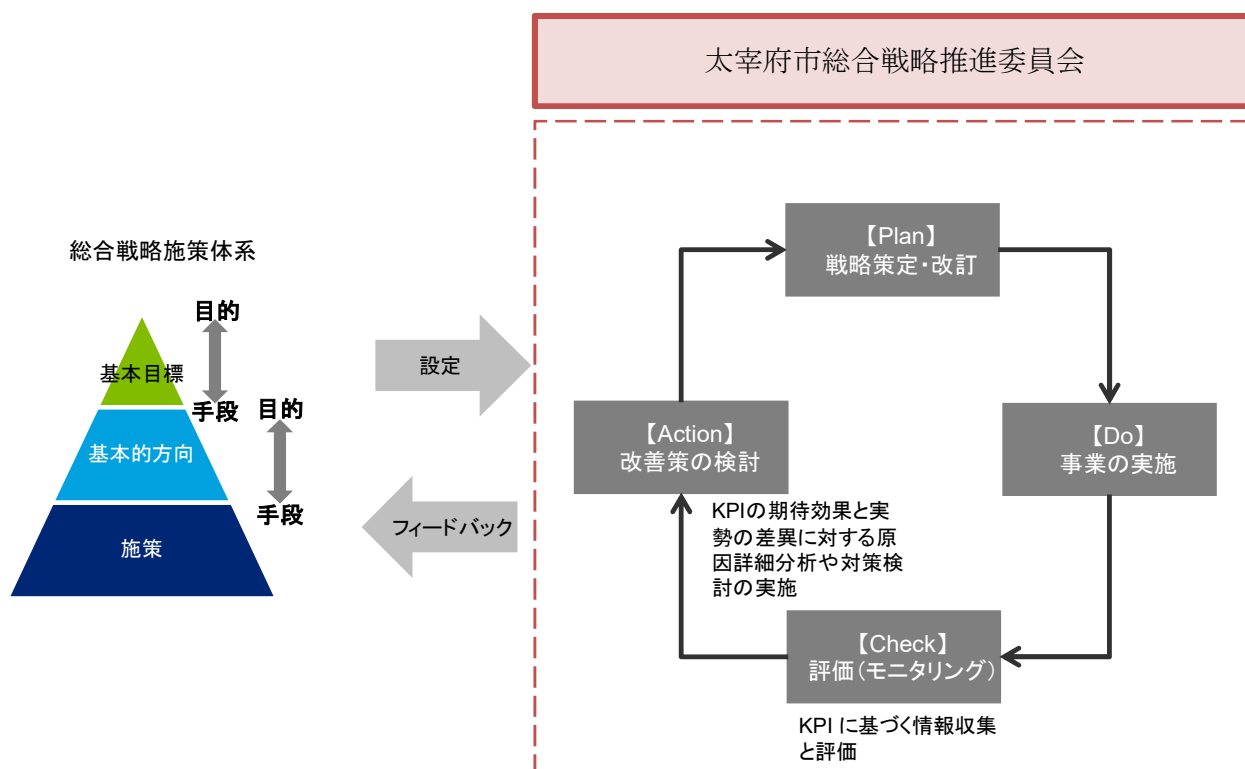 太宰府市総合戦略推進委員会
総合戦略施策体系
目的
基本目標
手段
目的
基本的方向
手段
施策
設定
フィードバック
【Plan】
戦略策定・改訂
【Do】
事業の実施
【Check】
評価（モニタリング）
KPI に基づく情報収集
と評価
【Action】
改善策の検討
KPIの期待効果と実
勢の差異に対する原
因詳細分析や対策検
討の実施